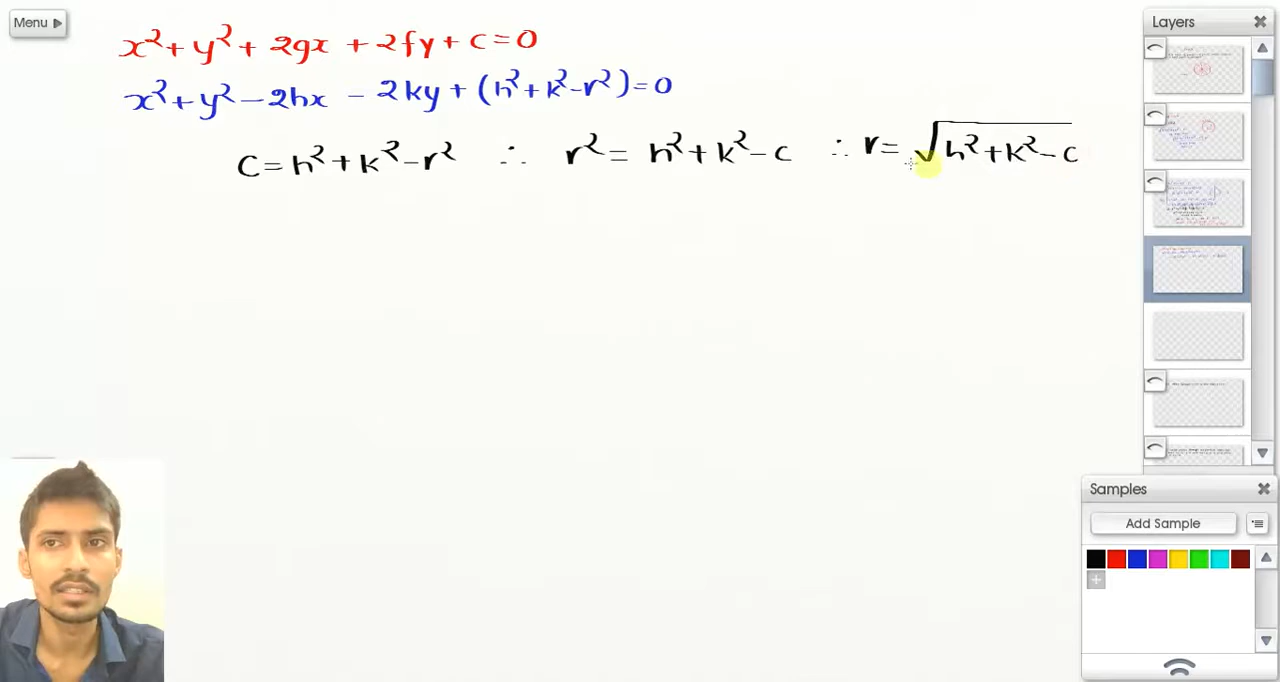 Menu
Layers
x²+y²+2gx+2fy+c=0
x²+y²-2hx-2ky+(h²+k²-r²)=0
C=h²+k²-r² ∴ r²=h²+k²-c ∴ r=√(h²+k²-c)
Samples
Add Sample